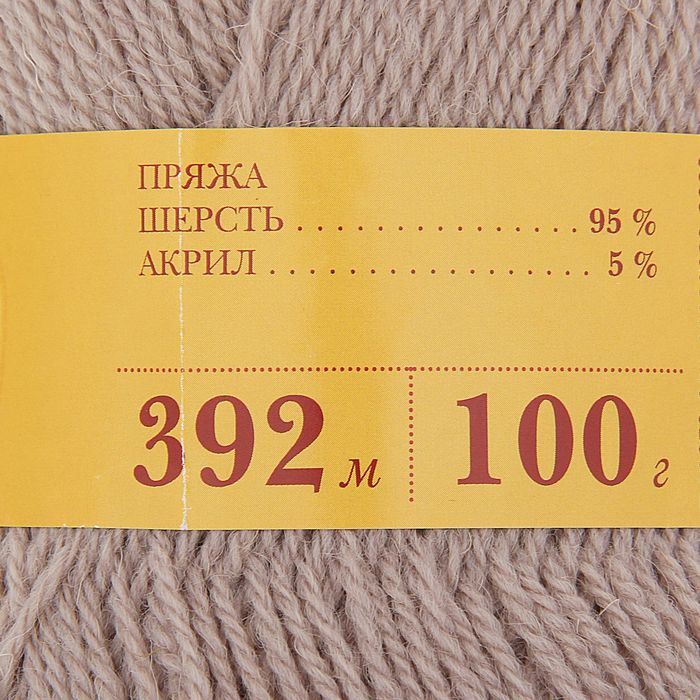 ПРЯЖА
ШЕРСТЬ ................ 95 %
АКРИЛ .................. 5 %
392 м 100 г